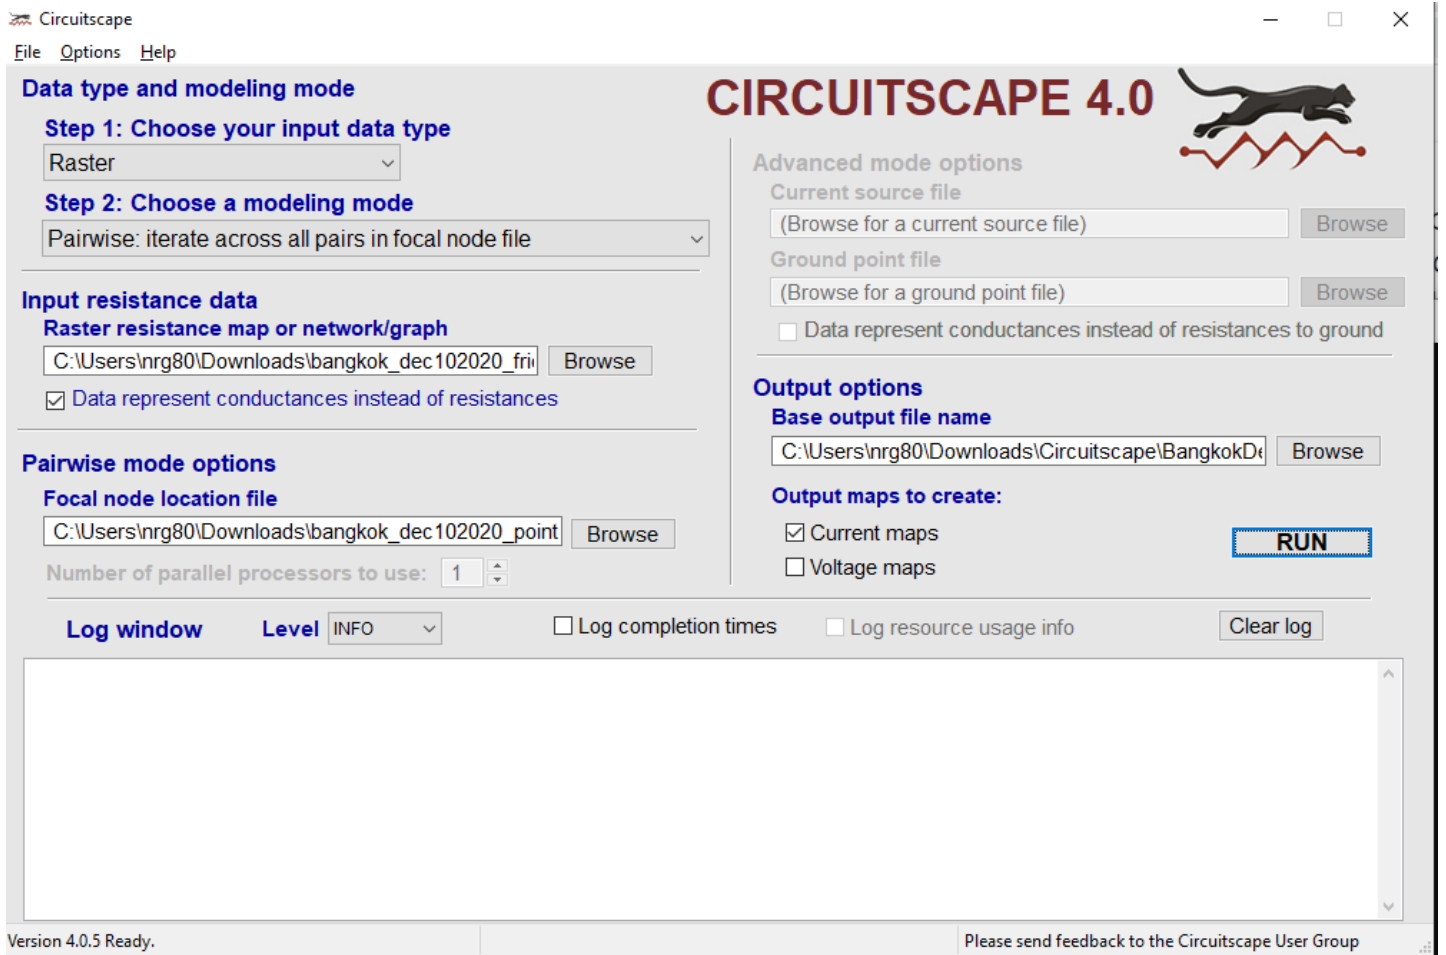 Circuitscape
File Options Help
Data type and modeling mode
Step 1: Choose your input data type
Raster
Step 2: Choose a modeling mode
Pairwise: iterate across all pairs in focal node file
Input resistance data
Raster resistance map or network/graph
C:\Users\nrg80\Downloads\bangkok_dec102020_fri Browse
Data represent conductances instead of resistances
Pairwise mode options
Focal node location file
C:\Users\nrg80\Downloads\bangkok_dec102020_point Browse
Number of parallel processors to use: 1
CIRCUITSCAPE 4.0
Advanced mode options
Current source file
(Browse for a current source file) Browse
Ground point file
(Browse for a ground point file) Browse
Data represent conductances instead of resistances to ground
Output options
Base output file name
C:\Users\nrg80\Downloads\Circuitscape\BangkokDe Browse
Output maps to create:
Current maps
Voltage maps
RUN
Log window Level INFO Log completion times Log resource usage info Clear log
Version 4.0.5 Ready. Please send feedback to the Circuitscape User Group